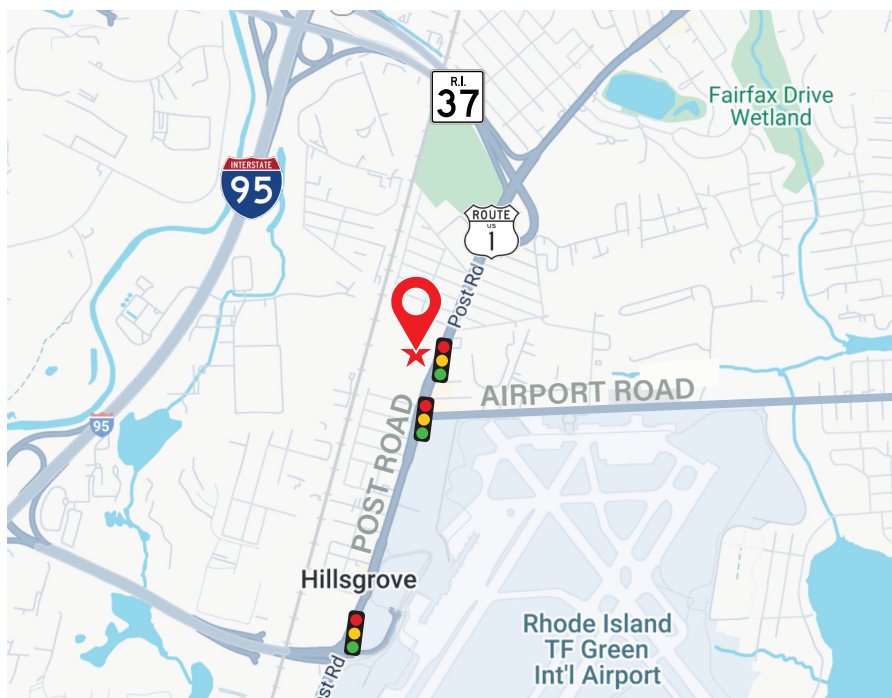 R.I.
37
Fairfax Drive
Wetland
INTERSTATE
95
ROUTE
US
1
Post Rd
AIRPORT ROAD
POST ROAD
95
Hillsgrove
Rhode Island
TF Green
Int'l Airport
ost Rd